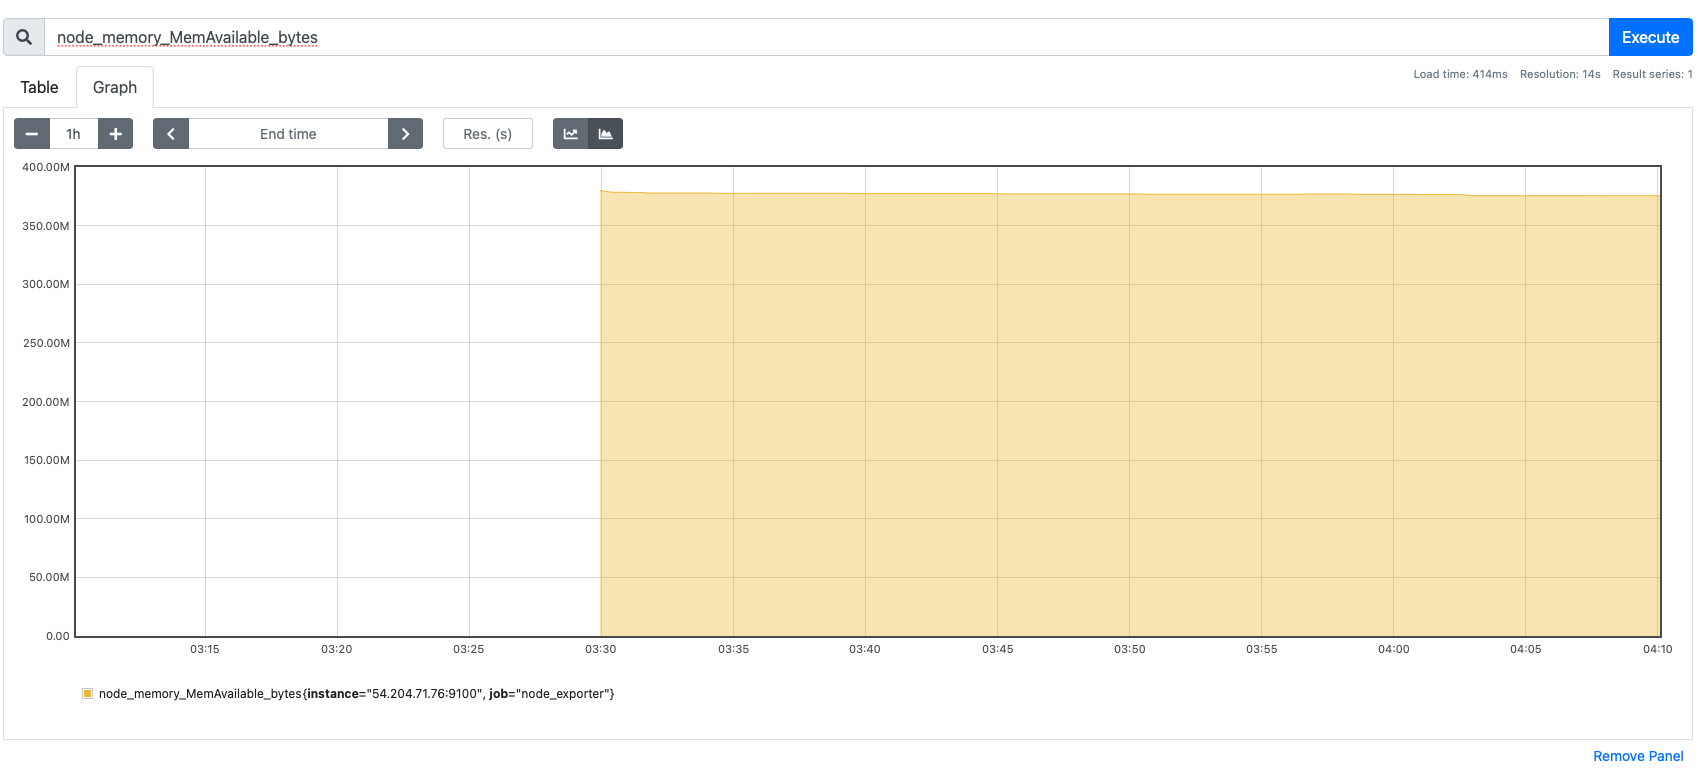 node_memory_MemAvailable_bytes
Execute
Load time: 414ms Resolution: 14s Result series: 1
Table Graph
1h End time Res. (s)
400.00M
350.00M
300.00M
250.00M
200.00M
150.00M
100.00M
50.00M
0.00
03:15 03:20 03:25 03:30 03:35 03:40 03:45 03:50 03:55 04:00 04:05 04:10
node_memory_MemAvailable_bytes{instance="54.204.71.76:9100", job="node_exporter"}
Remove Panel